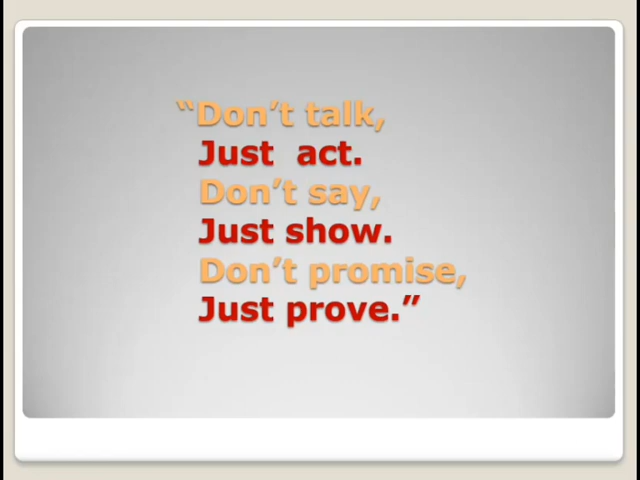 “Don’t talk,
Just act.
Don’t say,
Just show.
Don’t promise,
Just prove.”